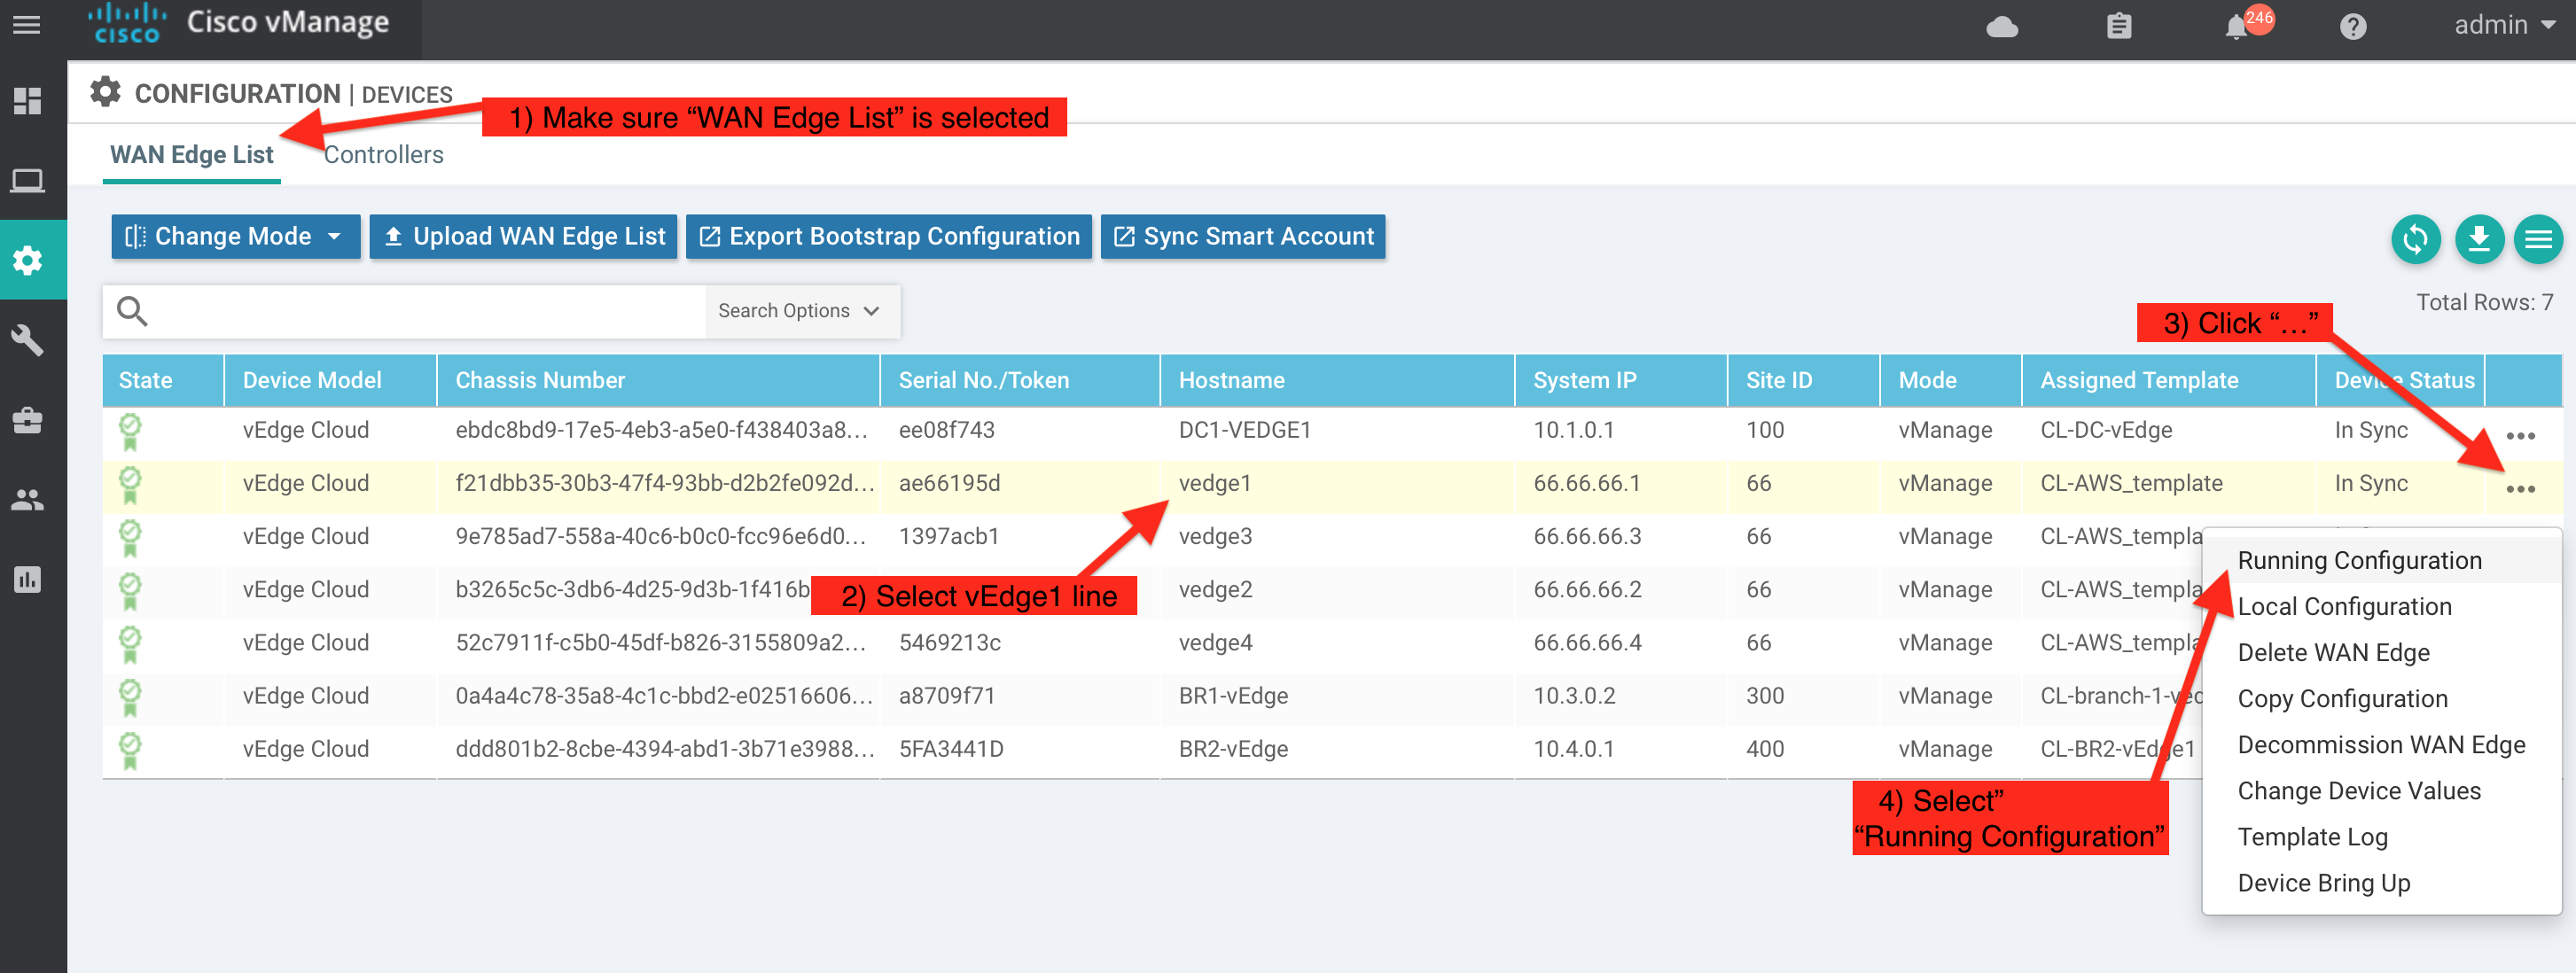 cisco Cisco vManage 246 admin
CONFIGURATION | DEVICES
1) Make sure “WAN Edge List” is selected
WAN Edge List Controllers
Change Mode Upload WAN Edge List Export Bootstrap Configuration Sync Smart Account
Search Options
Total Rows: 7
3) Click “...”
State Device Model Chassis Number Serial No./Token Hostname System IP Site ID Mode Assigned Template Device Status
vEdge Cloud ebdc8bd9-17e5-4eb3-a5e0-f438403a8... ee08f743 DC1-VEDGE1 10.1.0.1 100 vManage CL-DC-vEdge In Sync
vEdge Cloud f21dbb35-30b3-47f4-93bb-d2b2fe092d... ae66195d vedge1 66.66.66.1 66 vManage CL-AWS_template In Sync
vEdge Cloud 9e785ad7-558a-40c6-b0c0-fcc96e6d0... 1397acb1 vedge3 66.66.66.3 66 vManage CL-AWS_templa
vEdge Cloud b3265c5c-3db6-4d25-9d3b-1f416b vedge2 66.66.66.2 66 vManage CL-AWS_templa
2) Select vEdge1 line
vEdge Cloud 52c7911f-c5b0-45df-b826-3155809a2... 5469213c vedge4 66.66.66.4 66 vManage CL-AWS_templa
vEdge Cloud 0a4a4c78-35a8-4c1c-bbd2-e02516606... a8709f71 BR1-vEdge 10.3.0.2 300 vManage CL-branch-1-ved
vEdge Cloud ddd801b2-8cbe-4394-abd1-3b71e3988... 5FA3441D BR2-vEdge 10.4.0.1 400 vManage CL-BR2-vEdge1
Running Configuration
Local Configuration
Delete WAN Edge
Copy Configuration
Decommission WAN Edge
Change Device Values
Template Log
Device Bring Up
4) Select”
“Running Configuration”